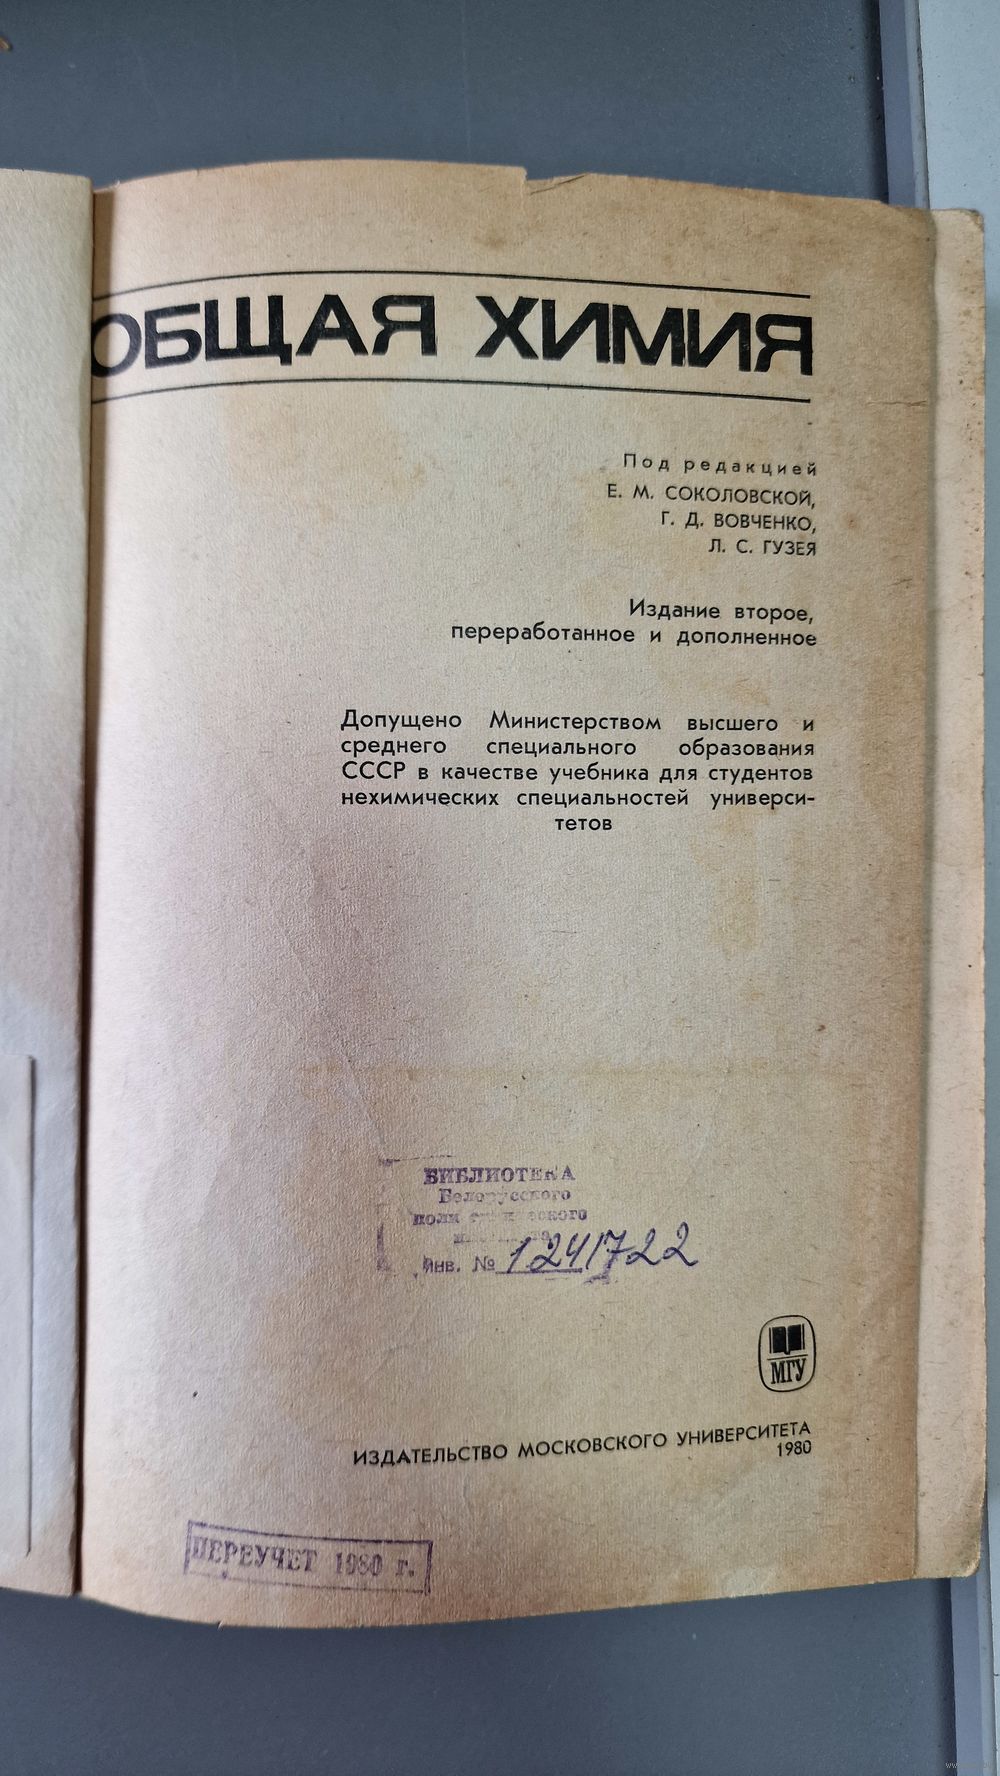 ОБЩАЯ ХИМИЯ
Под редакцией
Е. М. СОКОЛОВСКОЙ,
Г. Д. ВОВЧЕНКО,
Л. С. ГУЗЕЯ
Издание второе,
переработанное и дополненное
Допущено Министерством высшего и
среднего специального образования
СССР в качестве учебника для студентов
нехимических специальностей универси-
тетов
БИБЛИОТЕКА
Белорусского
Инв. № 1241722
МГУ
ИЗДАТЕЛЬСТВО МОСКОВСКОГО УНИВЕРСИТЕТА
1980
ПЕРЕУЧЕТ 1980 г.